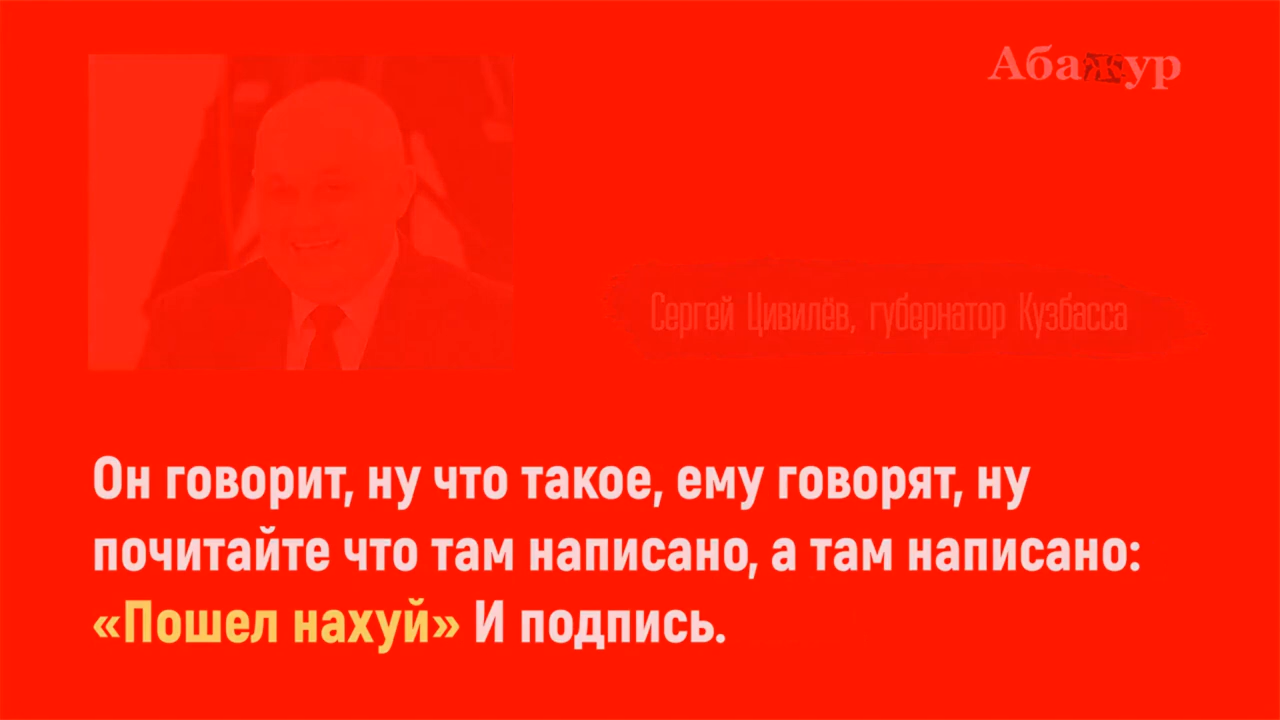 Абажур
Сергей Цивилёв, губернатор Кузбасса
Он говорит, ну что такое, ему говорят, ну
почитайте что там написано, а там написано:
«Пошел нахуй» И подпись.